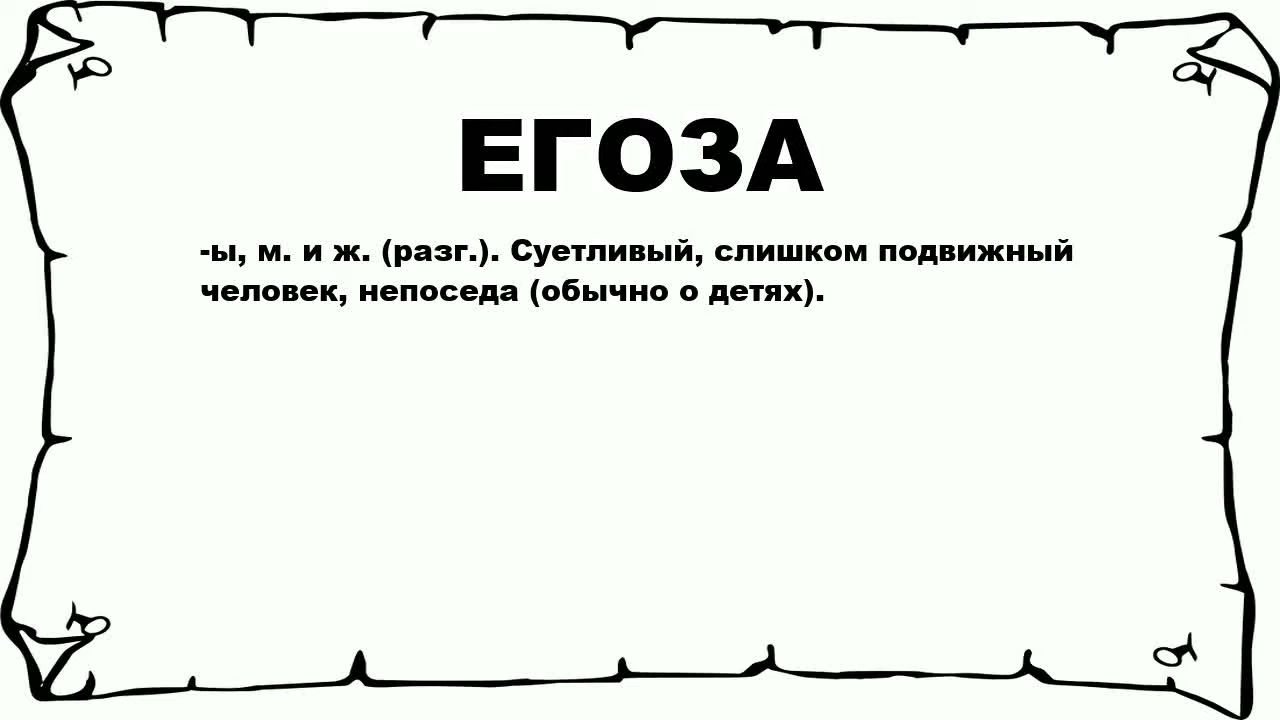 ЕГОЗА
-ы, м. и ж. (разг.). Суетливый, слишком подвижный
человек, непоседа (обычно о детях).